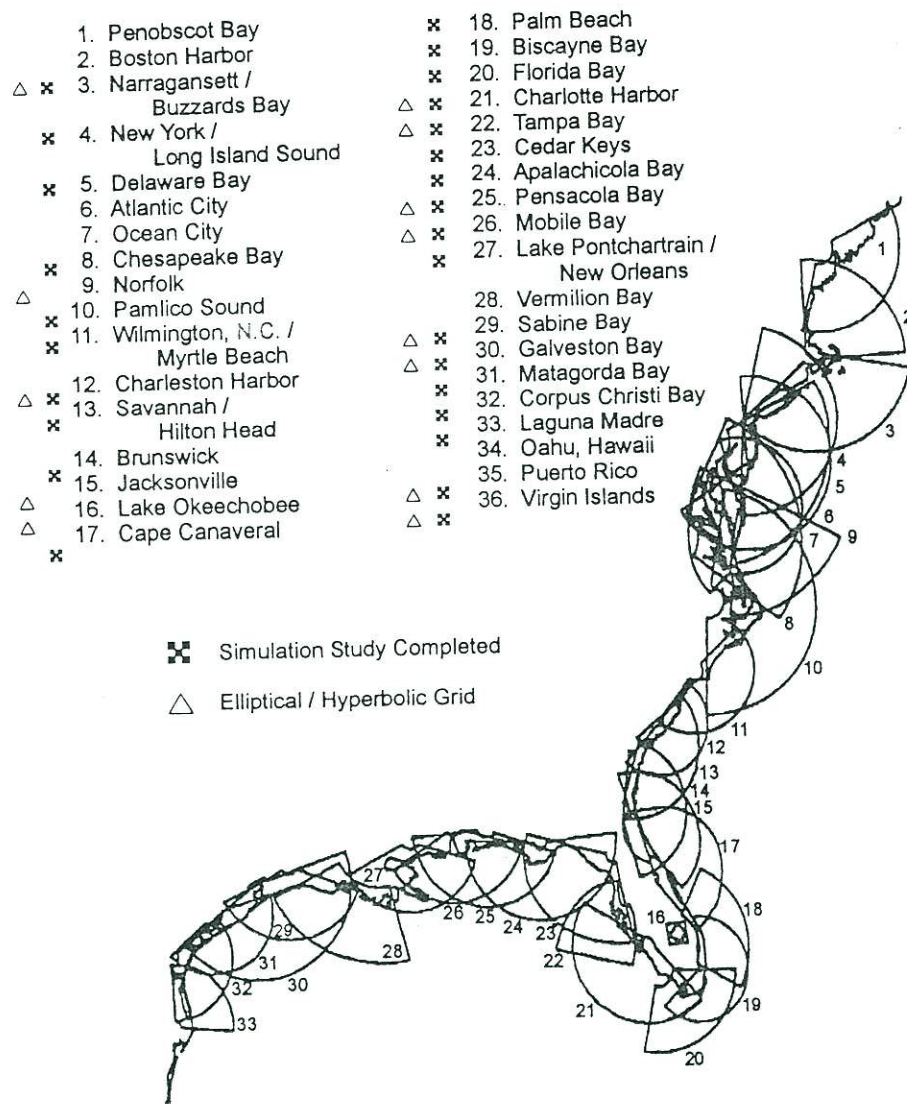 1. Penobscot Bay
2. Boston Harbor
3. Narragansett /
Buzzards Bay
4. New York /
Long Island Sound
5. Delaware Bay
6. Atlantic City
7. Ocean City
8. Chesapeake Bay
9. Norfolk
10. Pamlico Sound
11. Wilmington, N.C. /
Myrtle Beach
12. Charleston Harbor
13. Savannah /
Hilton Head
14. Brunswick
15. Jacksonville
16. Lake Okeechobee
17. Cape Canaveral
18. Palm Beach
19. Biscayne Bay
20. Florida Bay
21. Charlotte Harbor
22. Tampa Bay
23. Cedar Keys
24. Apalachicola Bay
25. Pensacola Bay
26. Mobile Bay
27. Lake Pontchartrain /
New Orleans
28. Vermilion Bay
29. Sabine Bay
30. Galveston Bay
31. Matagorda Bay
32. Corpus Christi Bay
33. Laguna Madre
34. Oahu, Hawaii
35. Puerto Rico
36. Virgin Islands
Simulation Study Completed
Elliptical / Hyperbolic Grid
1
2
3
4
5
6
7
9
8
10
11
12
13
14
15
17
18
16
19
20
21
22
23
24
25
26
27
28
29
30
31
32
33